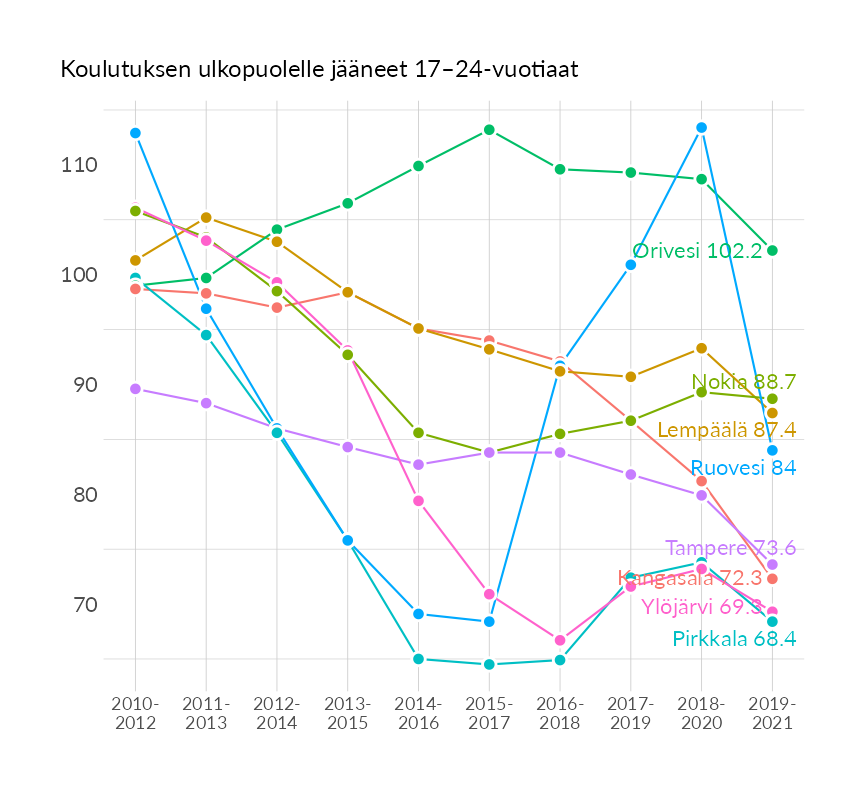 Koulutuksen ulkopuolelle jääneet 17–24-vuotiaat
110
100
90
80
70
Orivesi 102.2
Nokia 88.7
Lempäälä 87.4
Ruovesi 84
Tampere 73.6
Kangasala 72.3
Ylöjärvi 69.3
Pirkkala 68.4
2010- 2011- 2012- 2013- 2014- 2015- 2016- 2017- 2018- 2019-
2012 2013 2014 2015 2016 2017 2018 2019 2020 2021